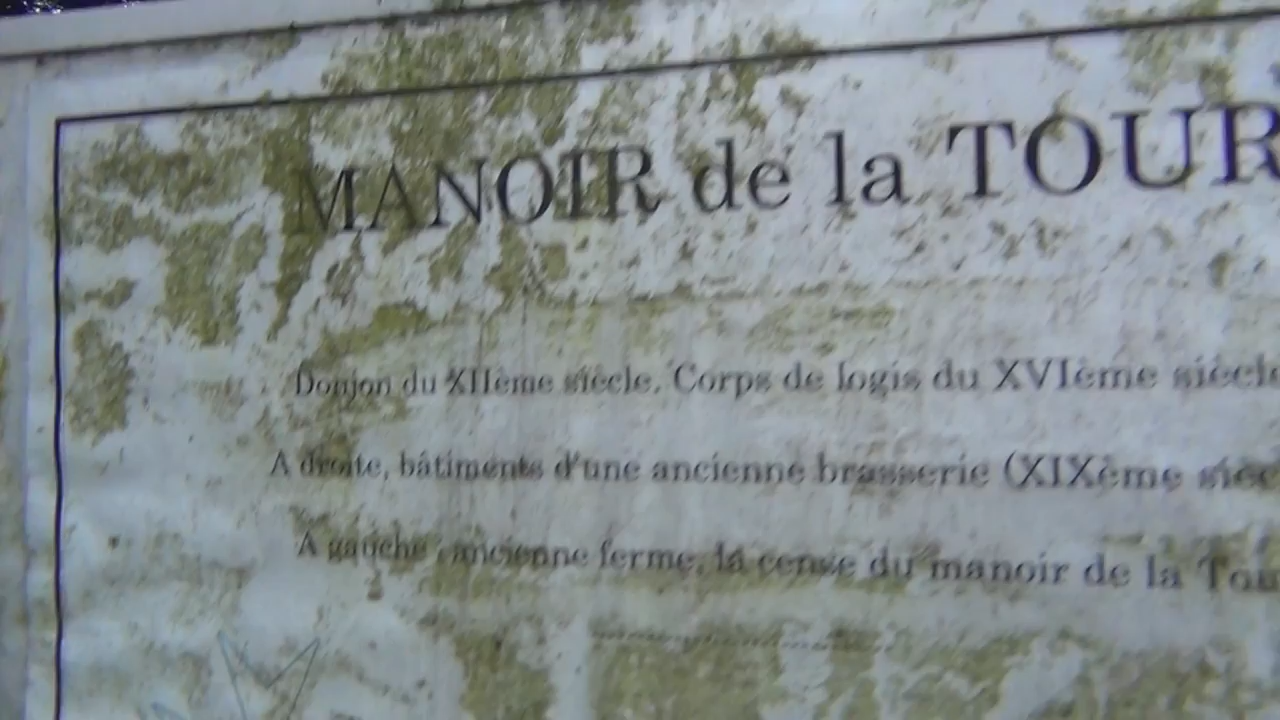 MANOIR de la TOUR
Donjon du XIIème siècle. Corps de logis du XVIème siècle
A droite, bâtiments d'une ancienne brasserie (XIXème sièc
A gauche ancienne ferme, la cense du manoir de la Tou